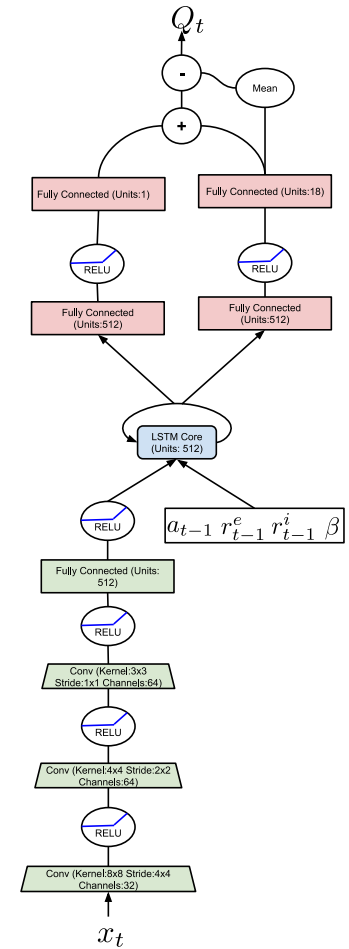 Q_t
-
Mean
+
Fully Connected (Units:1)
Fully Connected (Units:18)
RELU
RELU
Fully Connected
(Units:512)
Fully Connected
(Units:512)
LSTM Core
(Units: 512)
RELU
a_{t-1} r^e_{t-1} r^i_{t-1} β
Fully Connected (Units:
512)
RELU
Conv (Kernel:3x3
Stride:1x1 Channels:64)
RELU
Conv (Kernel:4x4 Stride:2x2
Channels:64)
RELU
Conv (Kernel:8x8 Stride:4x4
Channels:32)
x_t